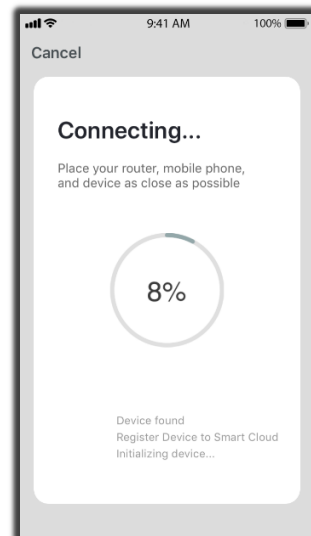 9:41 AM
100%
Cancel
Connecting...
Place your router, mobile phone,
and device as close as possible
8%
Device found
Register Device to Smart Cloud
Initializing device...